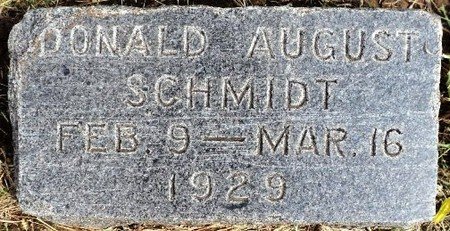 DONALD AUGUST
SCHMIDT
FEB. 9 — MAR. 16
1929